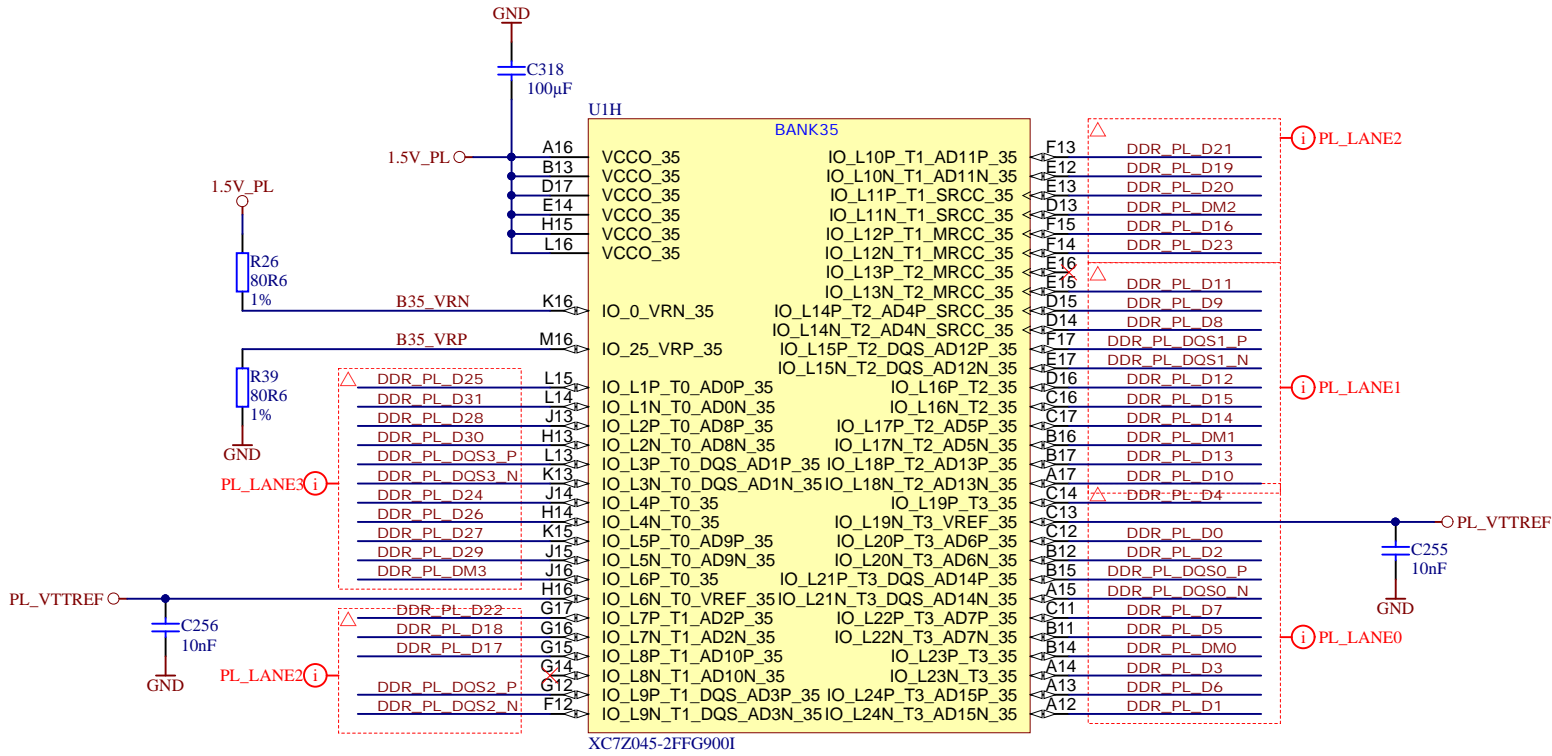 GND
C318
100µF
U1H
BANK35
1.5V_PL
A16 VCCO_35
B13 VCCO_35
D17 VCCO_35
E14 VCCO_35
H15 VCCO_35
L16 VCCO_35
1.5V_PL
R26
80R6
1%
B35_VRN K16 IO_0_VRN_35
B35_VRP M16 IO_25_VRP_35
R39
80R6
1%
GND
PL_LANE3
DDR_PL_D25 L15 IO_L1P_T0_AD0P_35
DDR_PL_D31 L14 IO_L1N_T0_AD0N_35
DDR_PL_D28 J13 IO_L2P_T0_AD8P_35
DDR_PL_D30 H13 IO_L2N_T0_AD8N_35
DDR_PL_DQS3_P L13 IO_L3P_T0_DQS_AD1P_35
DDR_PL_DQS3_N K13 IO_L3N_T0_DQS_AD1N_35
DDR_PL_D24 J14 IO_L4P_T0_35
DDR_PL_D26 H14 IO_L4N_T0_35
DDR_PL_D27 K15 IO_L5P_T0_AD9P_35
DDR_PL_D29 J15 IO_L5N_T0_AD9N_35
DDR_PL_DM3 J16 IO_L6P_T0_35
PL_VTTREF H16 IO_L6N_T0_VREF_35
C256
10nF
GND
PL_LANE2
DDR_PL_D22 G17 IO_L7P_T1_AD2P_35
DDR_PL_D18 G16 IO_L7N_T1_AD2N_35
DDR_PL_D17 G15 IO_L8P_T1_AD10P_35
G14 IO_L8N_T1_AD10N_35
DDR_PL_DQS2_P G12 IO_L9P_T1_DQS_AD3P_35
DDR_PL_DQS2_N F12 IO_L9N_T1_DQS_AD3N_35
IO_L10P_T1_AD11P_35 F13 DDR_PL_D21
IO_L10N_T1_AD11N_35 E12 DDR_PL_D19
IO_L11P_T1_SRCC_35 E13 DDR_PL_D20
IO_L11N_T1_SRCC_35 D13 DDR_PL_DM2
IO_L12P_T1_MRCC_35 F15 DDR_PL_D16
IO_L12N_T1_MRCC_35 F14 DDR_PL_D23
PL_LANE2
IO_L13P_T2_MRCC_35 E16
IO_L13N_T2_MRCC_35 E15 DDR_PL_D11
IO_L14P_T2_AD4P_SRCC_35 D15 DDR_PL_D9
IO_L14N_T2_AD4N_SRCC_35 D14 DDR_PL_D8
IO_L15P_T2_DQS_AD12P_35 F17 DDR_PL_DQS1_P
IO_L15N_T2_DQS_AD12N_35 E17 DDR_PL_DQS1_N
IO_L16P_T2_35 D16 DDR_PL_D12
IO_L16N_T2_35 C16 DDR_PL_D15
IO_L17P_T2_AD5P_35 C17 DDR_PL_D14
IO_L17N_T2_AD5N_35 B16 DDR_PL_DM1
IO_L18P_T2_AD13P_35 B17 DDR_PL_D13
IO_L18N_T2_AD13N_35 A17 DDR_PL_D10
PL_LANE1
IO_L19P_T3_35 C14 DDR_PL_D4
IO_L19N_T3_VREF_35 C13 PL_VTTREF
C255
10nF
GND
IO_L20P_T3_AD6P_35 C12 DDR_PL_D0
IO_L20N_T3_AD6N_35 B12 DDR_PL_D2
IO_L21P_T3_DQS_AD14P_35 B15 DDR_PL_DQS0_P
IO_L21N_T3_DQS_AD14N_35 A15 DDR_PL_DQS0_N
IO_L22P_T3_AD7P_35 C11 DDR_PL_D7
IO_L22N_T3_AD7N_35 B11 DDR_PL_D5
IO_L23P_T3_35 B14 DDR_PL_DM0
IO_L23N_T3_35 A14 DDR_PL_D3
IO_L24P_T3_AD15P_35 A13 DDR_PL_D6
IO_L24N_T3_AD15N_35 A12 DDR_PL_D1
PL_LANE0
XC7Z045-2FFG900I